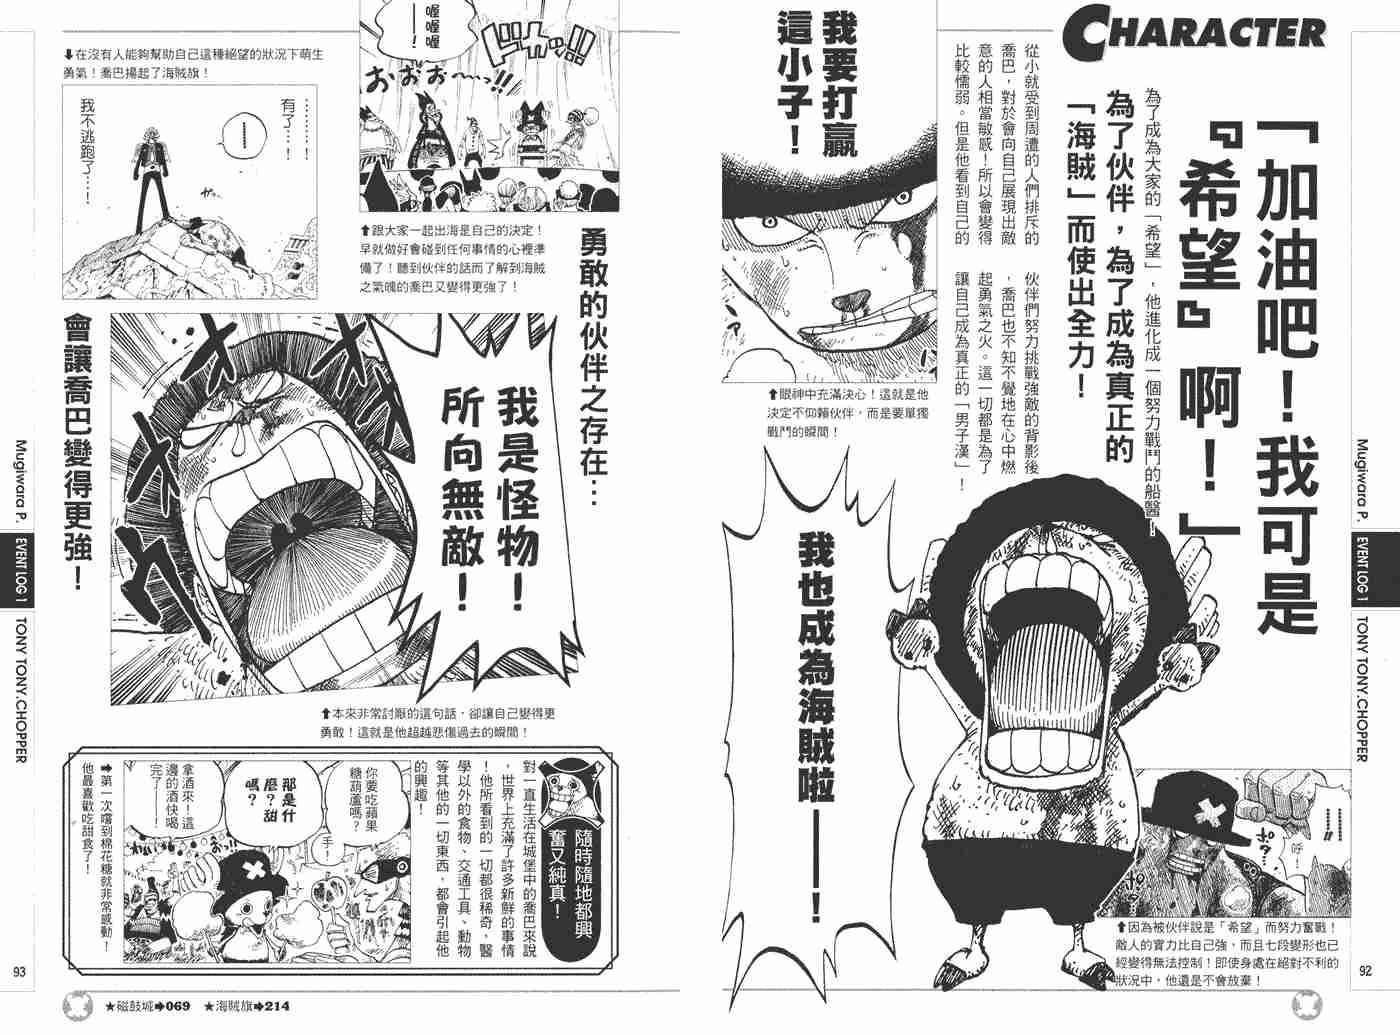 CHARACTER
「加油吧！我可是
『希望』啊！」
為了成為大家的「希望」，他進化成一個努力戰鬥的船醫！
為了伙伴，為了成為真正的
「海賊」而使出全力！
從小就受到周遭的人們排斥的
喬巴，對於會向自己展現出敵
意的人相當敏感！所以會變得
比較懦弱。但是他看到自己的
伙伴們努力挑戰強敵的背影後
，喬巴也不知不覺地在心中燃
起勇氣之火。這一切都是為了
讓自己成為真正的「男子漢」！
我要打贏
這小子！
⬆眼神中充滿決心！這就是他
決定不仰賴伙伴，而是要單獨
戰鬥的瞬間！
我也成為海賊啦
——！
………
ポ？
呼！
⬆因為被伙伴說是「希望」而努力奮戰！
敵人的實力比自己強，而且七段變形也已
經變得無法控制！即使身處在絕對不利的
狀況中，他還是不會放棄！
Mugiwara P.
EVENT LOG 1
TONY TONY.CHOPPER
92
喔喔喔
——！
ドカッ!!
おおお〜〜!!
⬆跟大家一起出海是自己的決定！
早就做好會碰到任何事情的心裡準
備了！聽到伙伴的話而了解到海賊
之氣魄的喬巴又變得更強了！
⬇在沒有人能夠幫助自己這種絕望的狀況下萌生
勇氣！喬巴揚起了海賊旗！
………！
有了…！
………
我不逃跑了…！
勇敢的伙伴之存在…
會讓喬巴變得更強！
我是怪物！
所向無敵！
⬆本來非常討厭的這句話，卻讓自己變得更
勇敢！這就是他超越悲傷過去的瞬間！
隨時隨地都興
奮又純真！
對一直生活在城堡中的喬巴來說
，世界上充滿了許多新鮮的事情
！他所看到的一切都很稀奇，醫
學以外的食物、交通工具、動物
等其他的一切東西，都會引起他
的興趣！
你要吃蘋果
糖葫蘆嗎？
手！
那是什
麼？甜
嗎？
拿酒來！這
邊的酒快喝
完了！
おっ!!
➡第一次嚐到棉花糖就非常感動！
他最喜歡吃甜食了！
Mugiwara P.
EVENT LOG 1
TONY TONY.CHOPPER
93
★磁鼓城➡069 ★海賊旗➡214